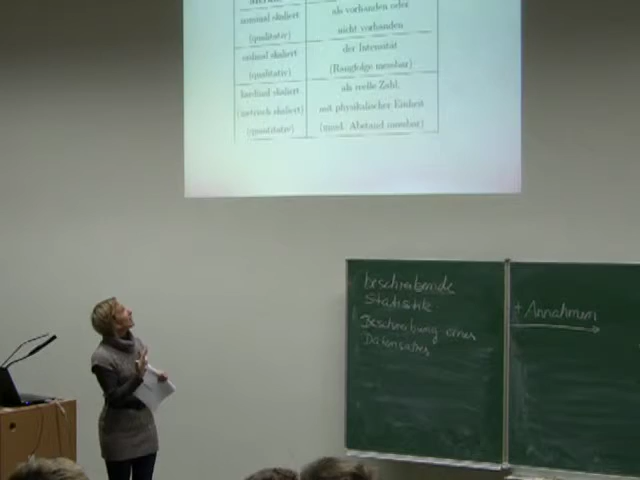 nominal skaliert
als vorhanden oder
(qualitativ)
nicht vorhanden
ordinal skaliert
der Intensität
(qualitativ)
(Rangfolge messbar)
kardinal skaliert
als reelle Zahl,
(metrisch skaliert)
mit physikalischer Einheit
(quantitativ)
Abstand messbar)
beschreibende
Statistik
Beschreibung eines
Datensatzes
+ Annahmen